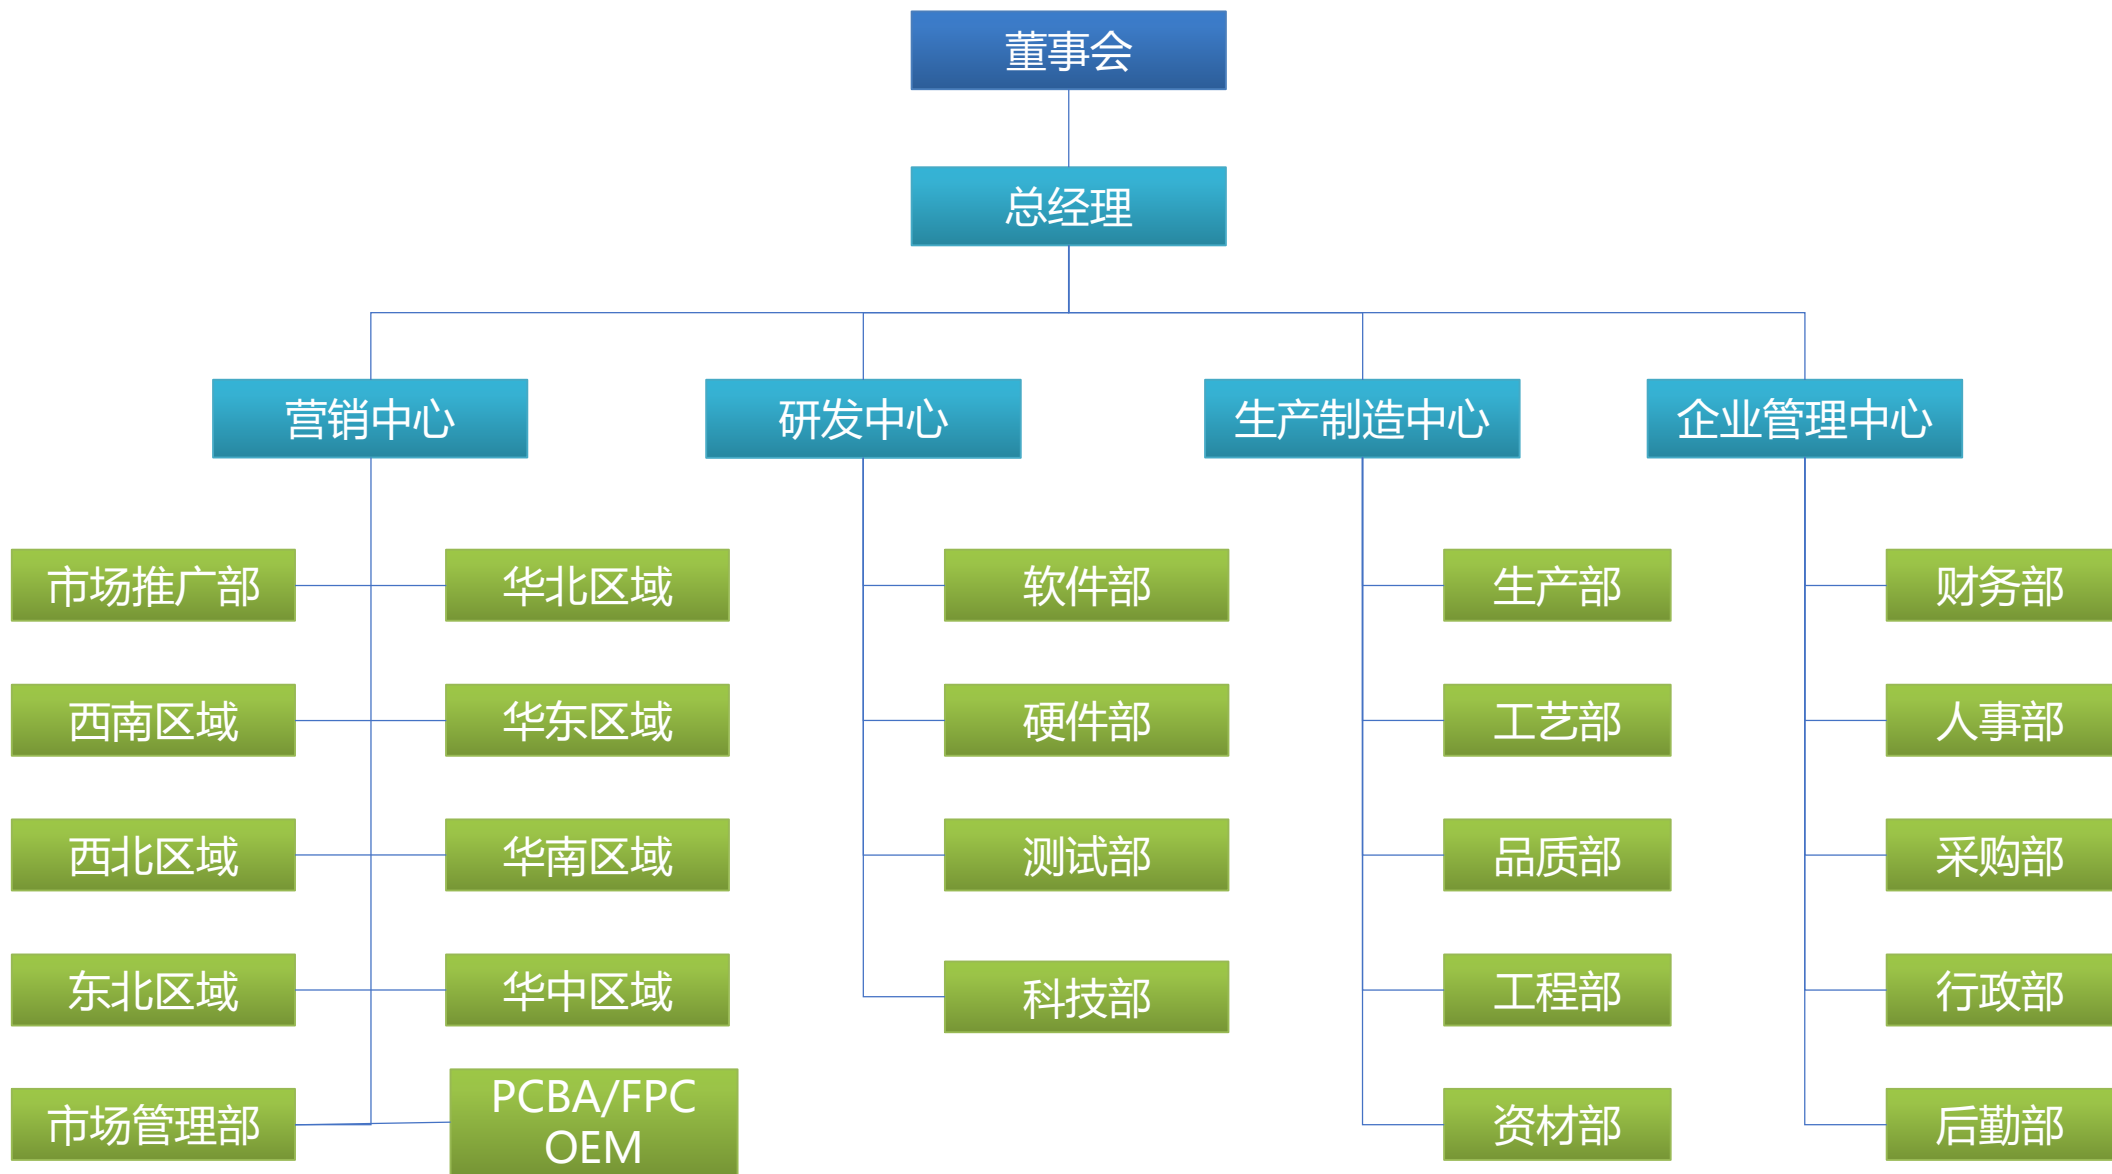 董事会
总经理
营销中心
研发中心
生产制造中心
企业管理中心
市场推广部
华北区域
软件部
生产部
财务部
西南区域
华东区域
硬件部
工艺部
人事部
西北区域
华南区域
测试部
品质部
采购部
东北区域
华中区域
科技部
工程部
行政部
市场管理部
PCBA/FPC
OEM
资材部
后勤部